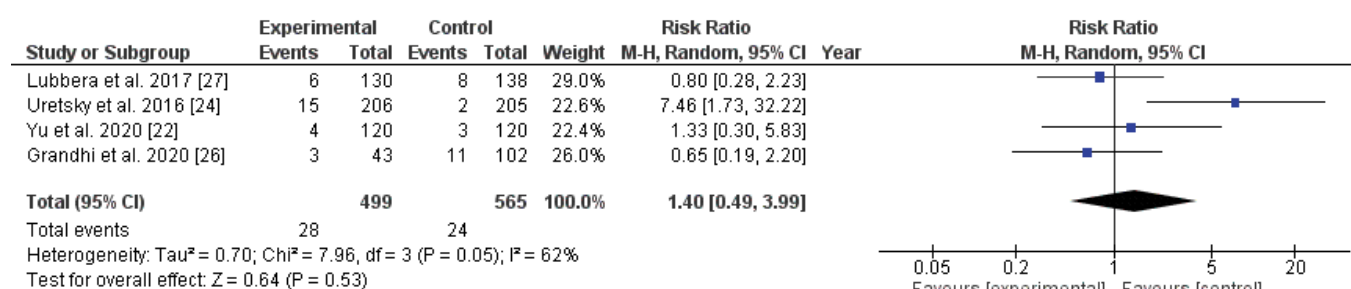 Experimental Control Risk Ratio Risk Ratio
Study or Subgroup Events Total Events Total Weight M-H, Random, 95% CI Year M-H, Random, 95% CI
Lubbera et al. 2017 [27] 6 130 8 138 29.0% 0.80 [0.28, 2.23]
Uretsky et al. 2016 [24] 15 206 2 205 22.6% 7.46 [1.73, 32.22]
Yu et al. 2020 [22] 4 120 3 120 22.4% 1.33 [0.30, 5.83]
Grandhi et al. 2020 [26] 3 43 11 102 26.0% 0.65 [0.19, 2.20]
Total (95% CI) 499 565 100.0% 1.40 [0.49, 3.99]
Total events 28 24
Heterogeneity: Tau² = 0.70; Chi² = 7.96, df = 3 (P = 0.05); I² = 62%
Test for overall effect: Z = 0.64 (P = 0.53)
0.05 0.2 1 5 20
Favours [experimental] Favours [control]